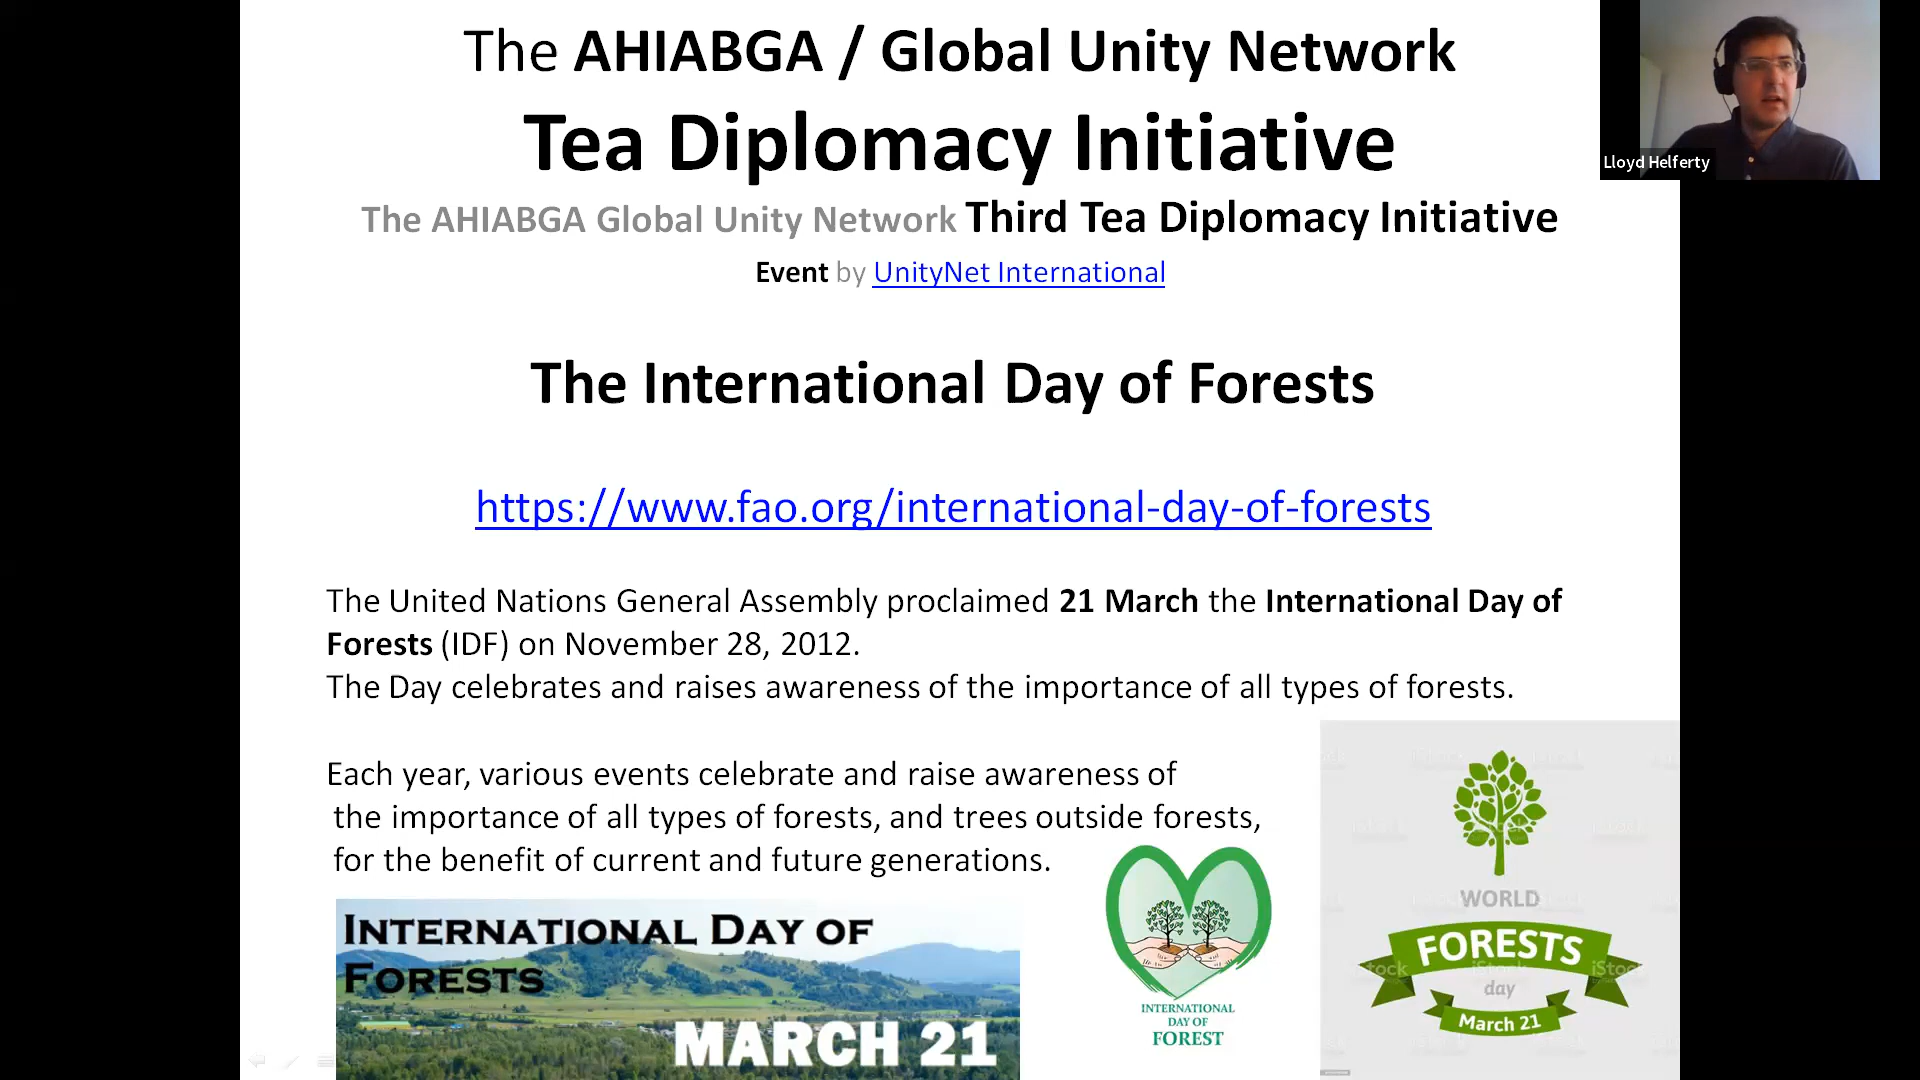 The AHIABGA / Global Unity Network
Tea Diplomacy Initiative
The AHIABGA Global Unity Network Third Tea Diplomacy Initiative
Event by UnityNet International
Lloyd Helferty
The International Day of Forests
https://www.fao.org/international-day-of-forests
The United Nations General Assembly proclaimed 21 March the International Day of
Forests (IDF) on November 28, 2012.
The Day celebrates and raises awareness of the importance of all types of forests.
Each year, various events celebrate and raise awareness of
the importance of all types of forests, and trees outside forests,
for the benefit of current and future generations.
INTERNATIONAL DAY OF
FORESTS
MARCH 21
INTERNATIONAL
DAY OF
FOREST
WORLD
FORESTS
day
March 21
iStock